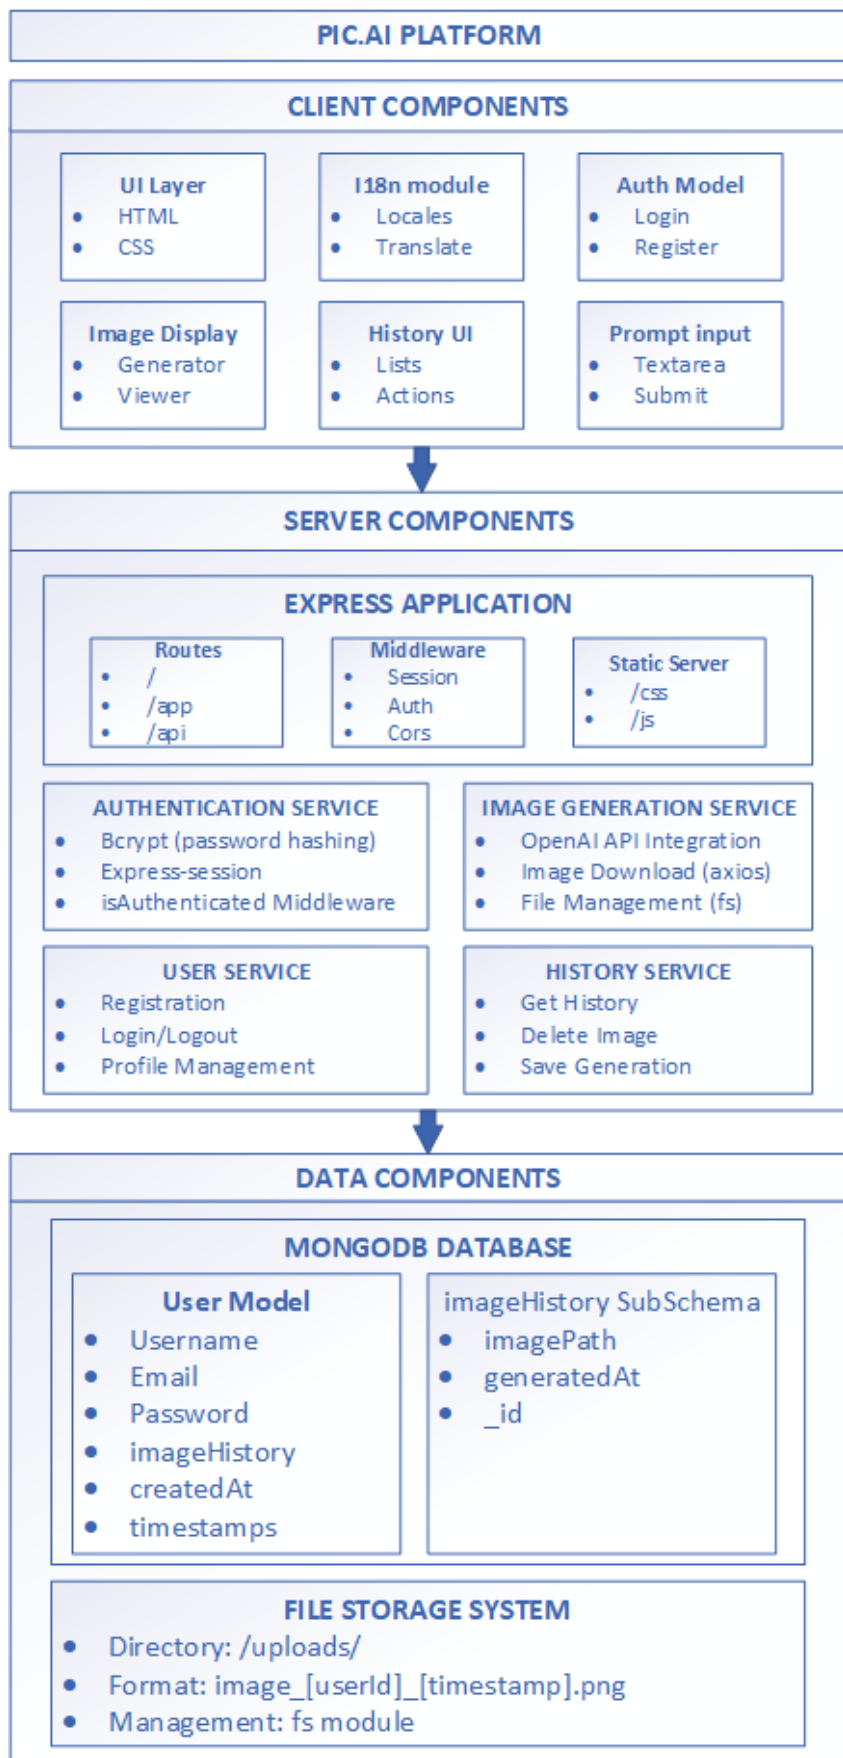 PIC.AI PLATFORM
CLIENT COMPONENTS
UI Layer
• HTML
• CSS
I18n module
• Locales
• Translate
Auth Model
• Login
• Register
Image Display
• Generator
• Viewer
History UI
• Lists
• Actions
Prompt input
• Textarea
• Submit
SERVER COMPONENTS
EXPRESS APPLICATION
Routes
• /
• /app
• /api
Middleware
• Session
• Auth
• Cors
Static Server
• /css
• /js
AUTHENTICATION SERVICE
• Bcrypt (password hashing)
• Express-session
• isAuthenticated Middleware
IMAGE GENERATION SERVICE
• OpenAI API Integration
• Image Download (axios)
• File Management (fs)
USER SERVICE
• Registration
• Login/Logout
• Profile Management
HISTORY SERVICE
• Get History
• Delete Image
• Save Generation
DATA COMPONENTS
MONGODB DATABASE
User Model
• Username
• Email
• Password
• imageHistory
• createdAt
• timestamps
imageHistory SubSchema
• imagePath
• generatedAt
• _id
FILE STORAGE SYSTEM
• Directory: /uploads/
• Format: image_[userId]_[timestamp].png
• Management: fs module